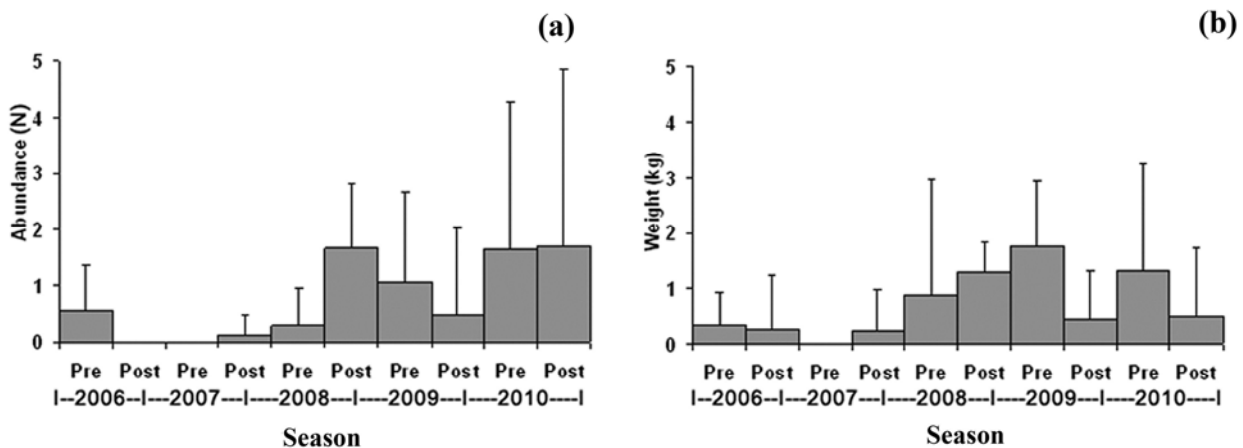 (a)
5
4
3
2
1
0
Abundance (N)
Pre Post Pre Post Pre Post Pre Post Pre Post
I--2006--I---2007---I----2008---I----2009---I----2010----I
Season
(b)
5
4
3
2
1
0
Weight (kg)
Pre Post Pre Post Pre Post Pre Post Pre Post
I--2006--I---2007---I----2008---I----2009---I----2010----I
Season